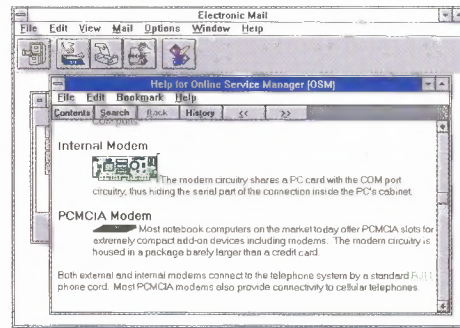 Electronic Mail
File Edit View Mail Options Window Help
Help for Online Service Manager (OSM)
File Edit Bookmark Help
Contents Search Back History << >>
Internal Modem
The modem circuitry shares a PC card with the COM port
circuitry, thus hiding the serial part of the connection inside the PC's cabinet.
PCMCIA Modem
Most notebook computers on the market today offer PCMCIA slots for
extremely compact add-on devices including modems. The modem circuitry is
housed in a package barely larger than a credit card.
Both external and internal modems connect to the telephone system by a standard
phone cord. Most PCMCIA modems also provide connectivity to cellular telephones.